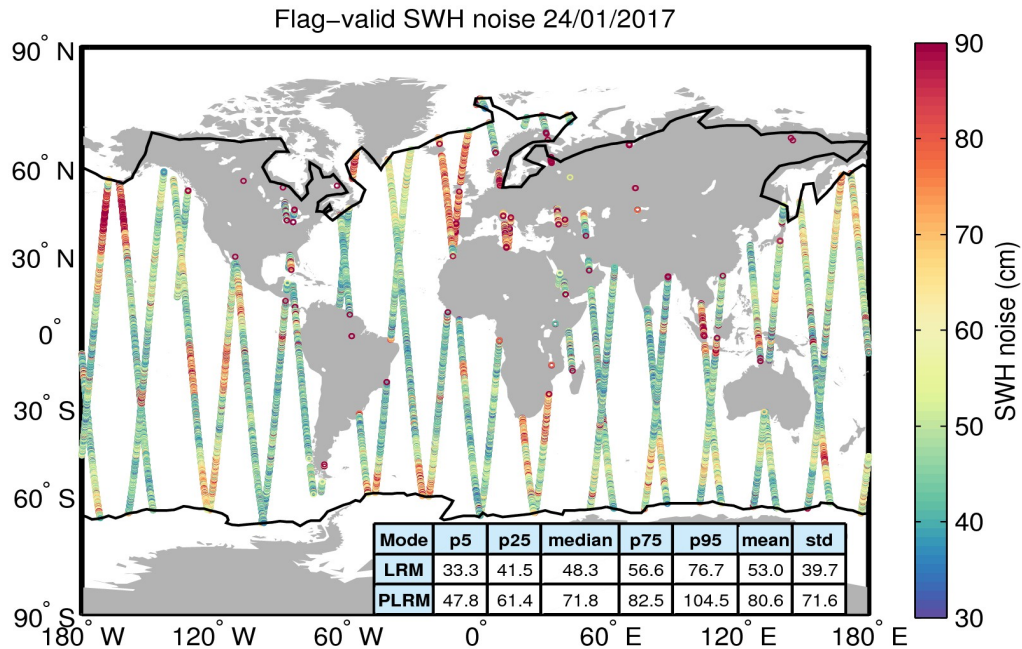 Flag–valid SWH noise 24/01/2017
90° N
60° N
30° N
0°
30° S
60° S
90° S
180° W
120° W
60° W
0°
60° E
120° E
180° E
Mode p5 p25 median p75 p95 mean std
LRM 33.3 41.5 48.3 56.6 76.7 53.0 39.7
PLRM 47.8 61.4 71.8 82.5 104.5 80.6 71.6
90
80
70
60
50
40
30
SWH noise (cm)